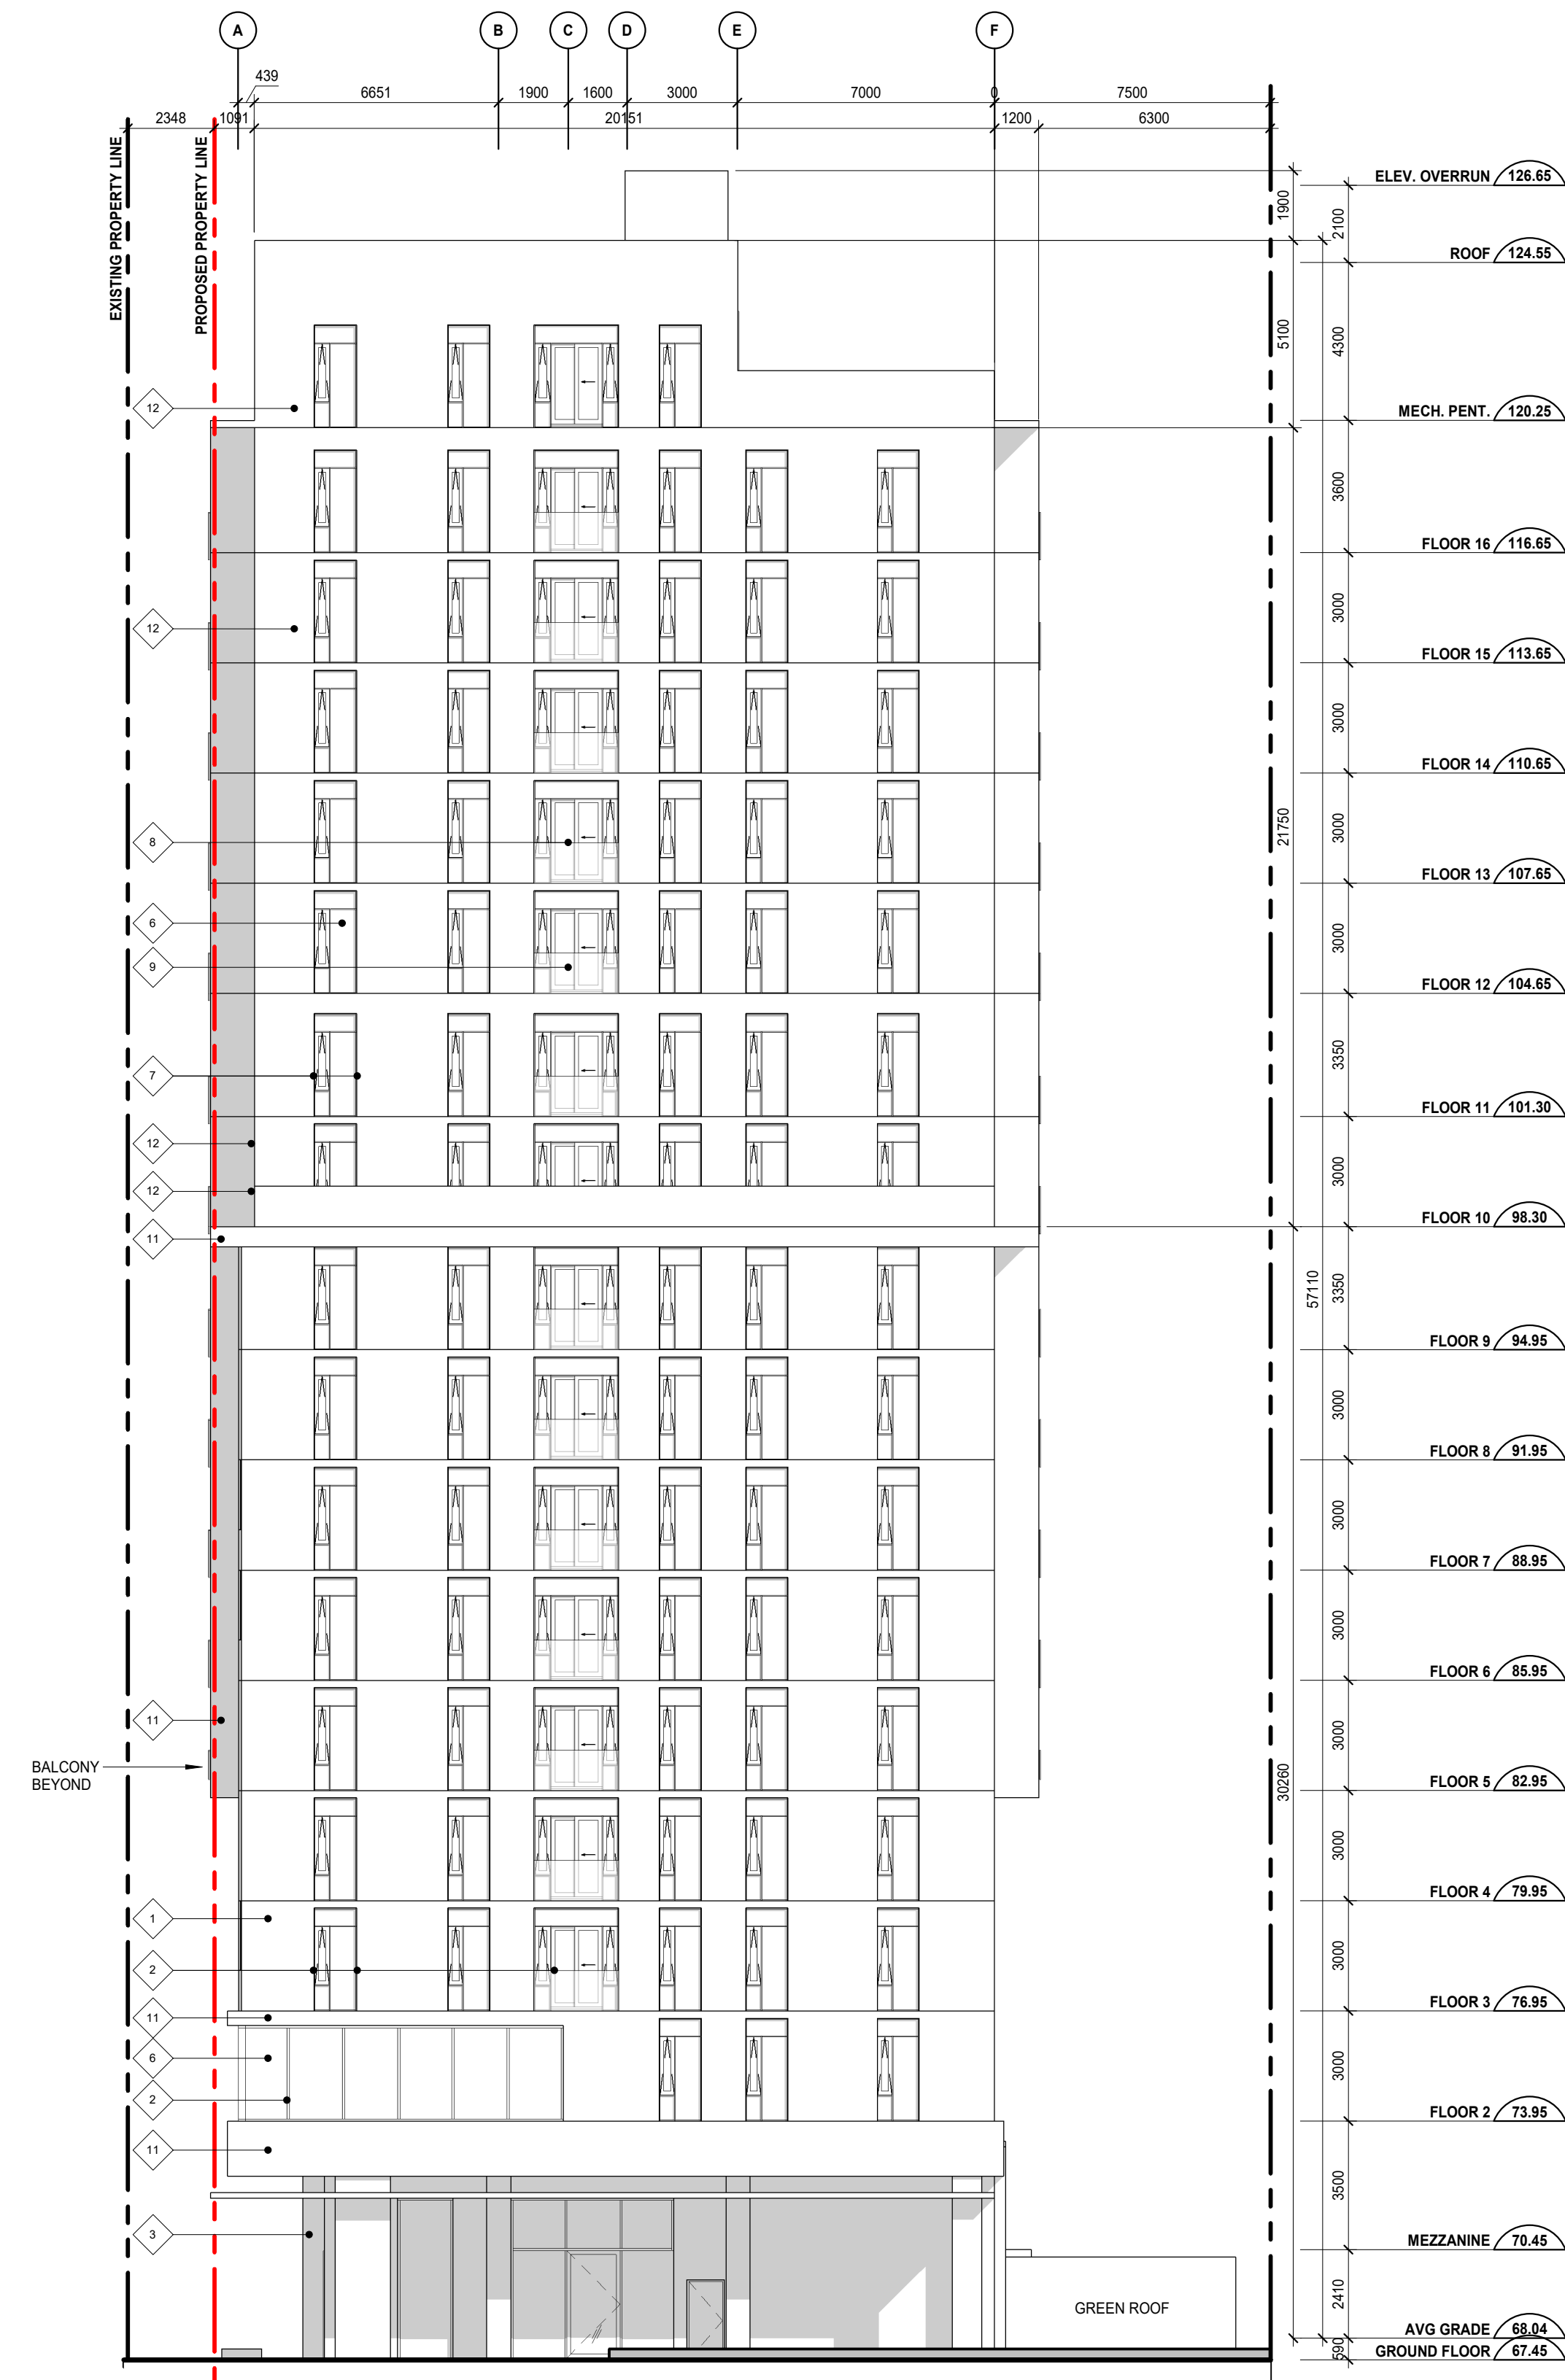 A B C D E F
439
6651 1900 1600 3000 7000 0 7500
2348 1091 20151 1200 6300
EXISTING PROPERTY LINE
PROPOSED PROPERTY LINE
ELEV. OVERRUN 126.65
1900 2100
ROOF 124.55
5100 4300
12
MECH. PENT. 120.25
3600
FLOOR 16 116.65
12
3000
FLOOR 15 113.65
3000
FLOOR 14 110.65
8
21750 3000
FLOOR 13 107.65
6
3000
9
FLOOR 12 104.65
7
3350
FLOOR 11 101.30
12
3000
12
FLOOR 10 98.30
11
57110 3350
FLOOR 9 94.95
3000
FLOOR 8 91.95
3000
FLOOR 7 88.95
3000
FLOOR 6 85.95
11
3000
BALCONY
BEYOND
FLOOR 5 82.95
30260 3000
FLOOR 4 79.95
1
2
3000
FLOOR 3 76.95
11
6
3000
2
FLOOR 2 73.95
11
3500
3
MEZZANINE 70.45
2410
GREEN ROOF
AVG GRADE 68.04
590
GROUND FLOOR 67.45